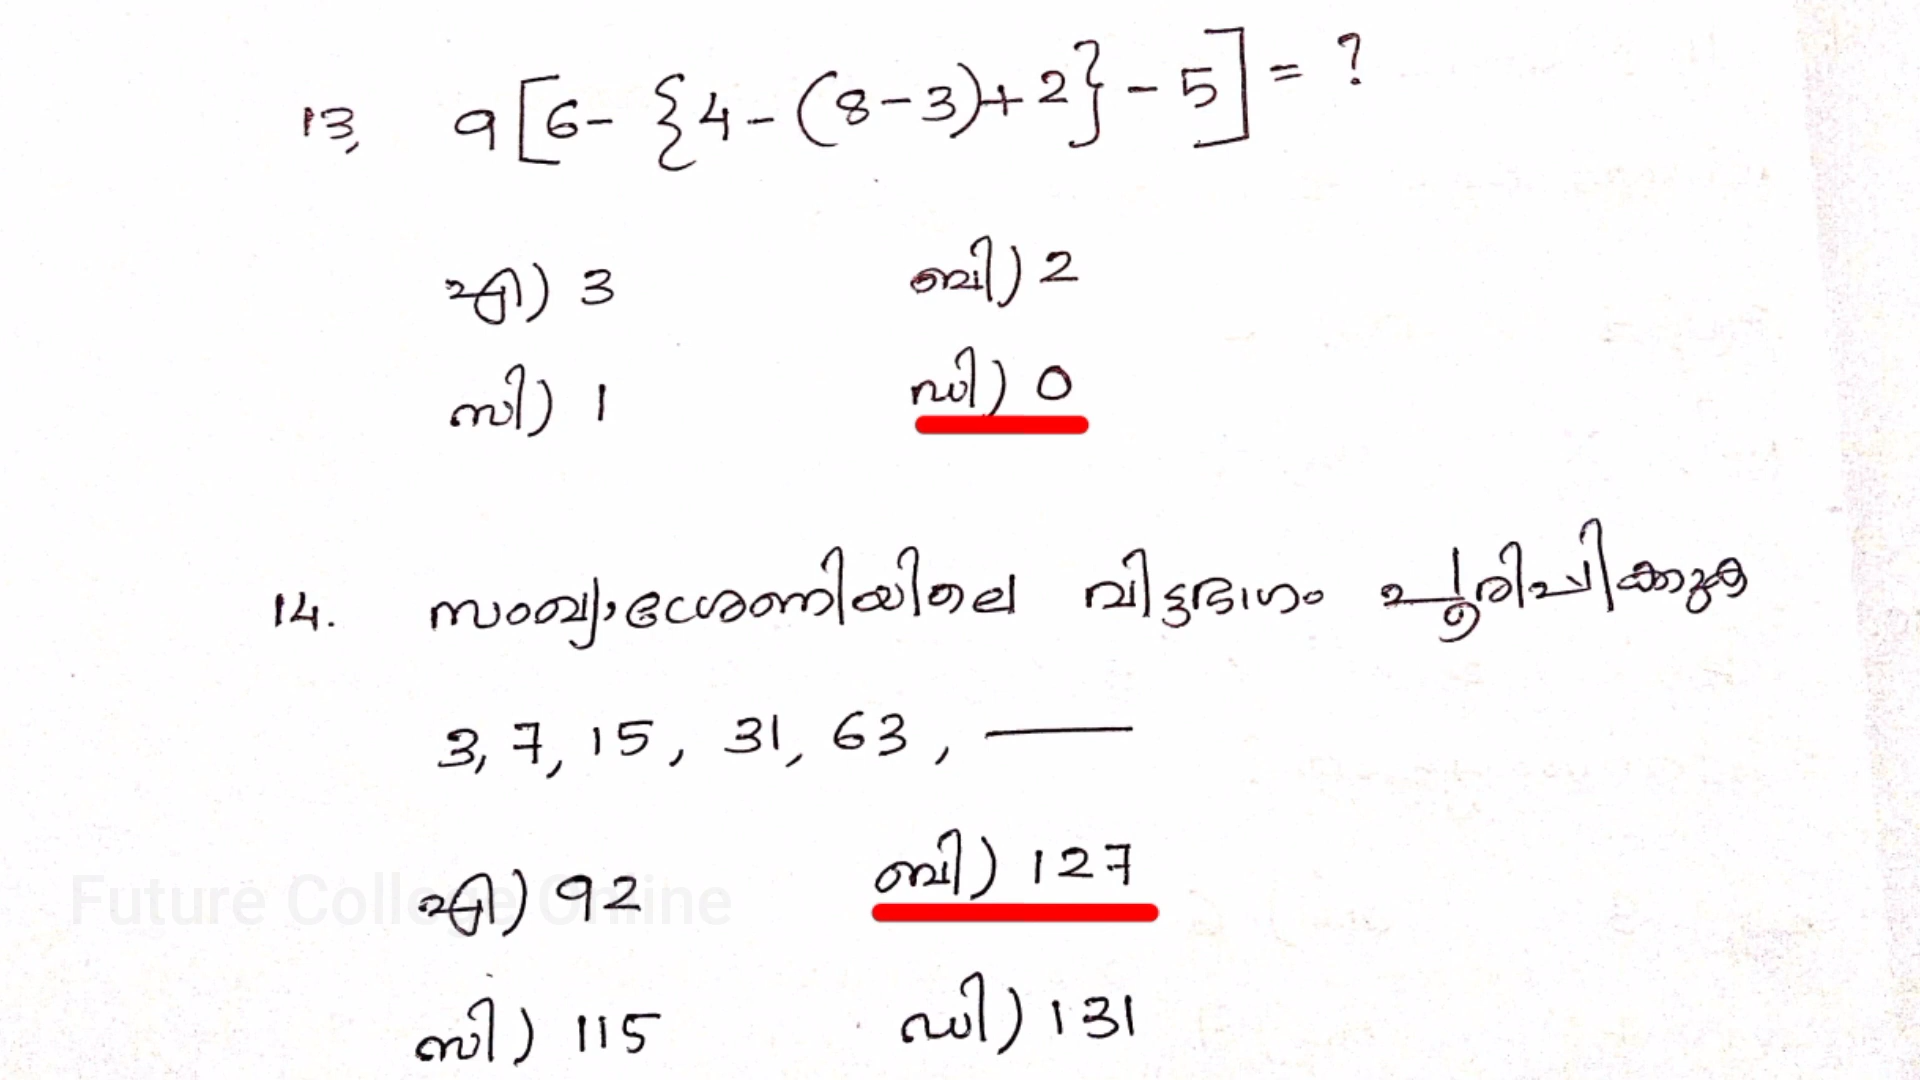 13, 9[6-{4-(8-3)+2}-5] = ?
എ) 3 ബി) 2
സി) 1 ഡി) 0
14. സംഖ്യാശ്രേണിയിലെ വിട്ടഭാഗം പൂരിപ്പിക്കുക
3, 7, 15, 31, 63, —
എ) 92 ബി) 127
Future College Online
സി) 115 ഡി) 131